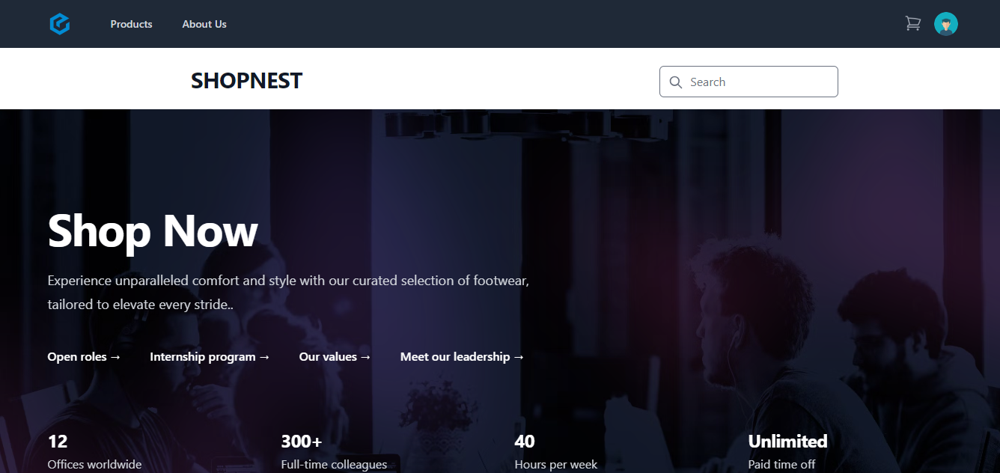 Products
About Us
SHOPNEST
Search
Shop Now
Experience unparalleled comfort and style with our curated selection of footwear,
tailored to elevate every stride..
Open roles →
Internship program →
Our values →
Meet our leadership →
12
Offices worldwide
300+
Full-time colleagues
40
Hours per week
Unlimited
Paid time off